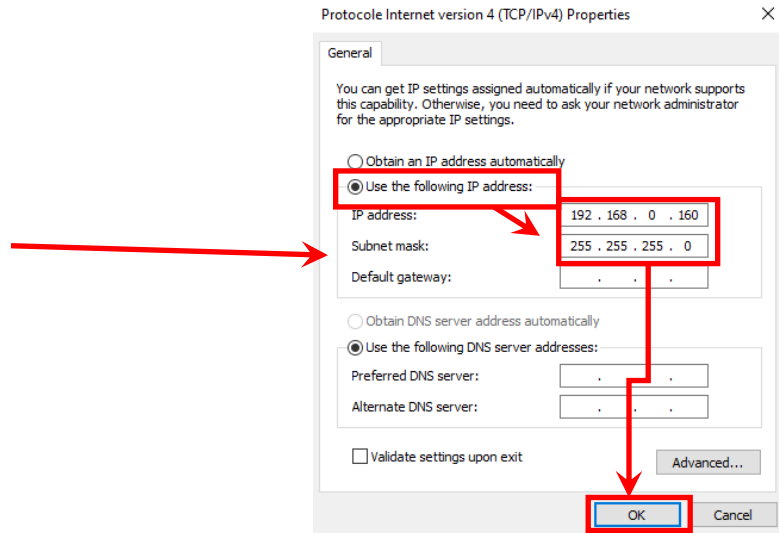 Protocole Internet version 4 (TCP/IPv4) Properties
General
You can get IP settings assigned automatically if your network supports
this capability. Otherwise, you need to ask your network administrator
for the appropriate IP settings.
Obtain an IP address automatically
Use the following IP address:
IP address: 192 . 168 . 0 . 160
Subnet mask: 255 . 255 . 255 . 0
Default gateway: . . .
Obtain DNS server address automatically
Use the following DNS server addresses:
Preferred DNS server: . . .
Alternate DNS server: . . .
Validate settings upon exit
Advanced...
OK Cancel